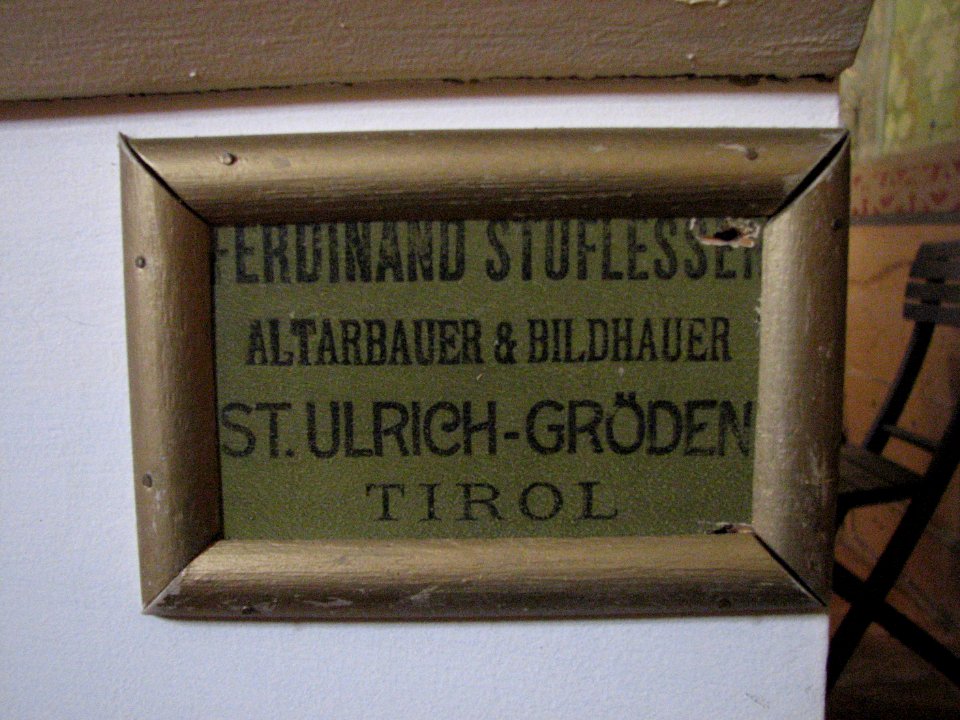 FERDINAND STUFLESSER
ALTARBAUER & BILDHAUER
ST. ULRICH-GRÖDEN
TIROL